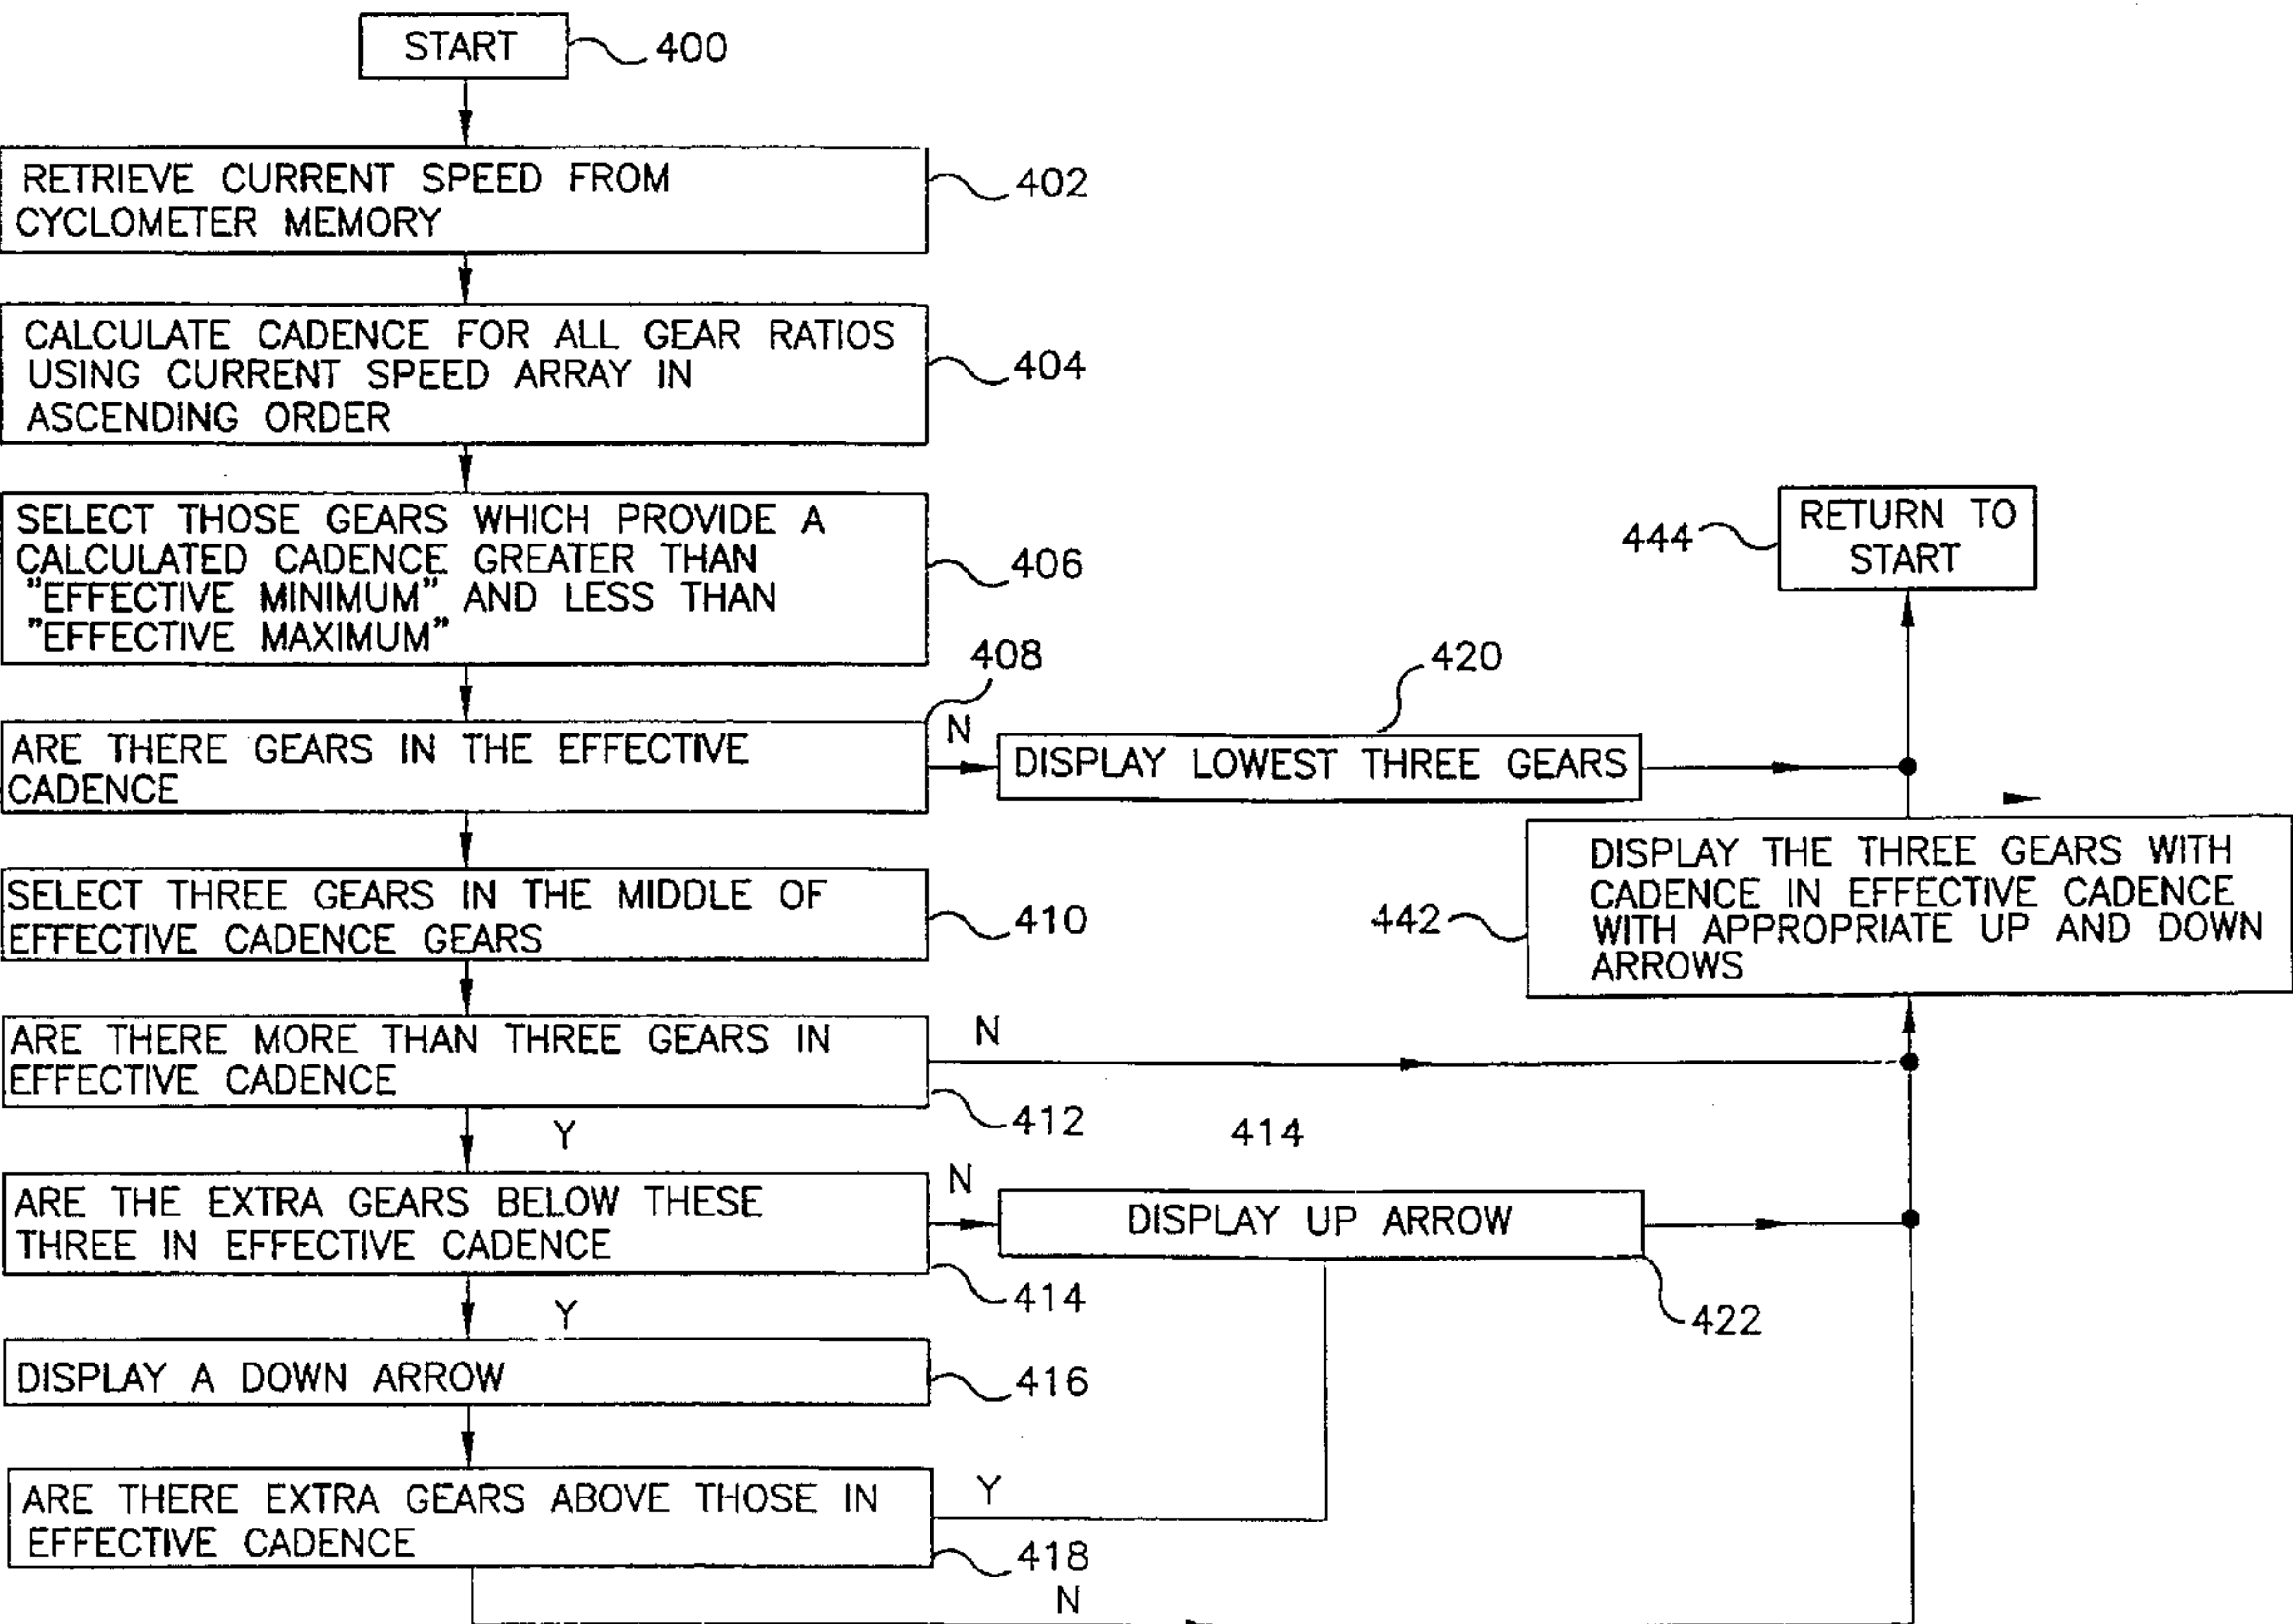 START
400
RETRIEVE CURRENT SPEED FROM
CYCLOMETER MEMORY
402
CALCULATE CADENCE FOR ALL GEAR RATIOS
USING CURRENT SPEED ARRAY IN
ASCENDING ORDER
404
SELECT THOSE GEARS WHICH PROVIDE A
CALCULATED CADENCE GREATER THAN
"EFFECTIVE MINIMUM" AND LESS THAN
"EFFECTIVE MAXIMUM"
406
444
RETURN TO
START
408
ARE THERE GEARS IN THE EFFECTIVE
CADENCE
N
420
DISPLAY LOWEST THREE GEARS
SELECT THREE GEARS IN THE MIDDLE OF
EFFECTIVE CADENCE GEARS
410
442
DISPLAY THE THREE GEARS WITH
CADENCE IN EFFECTIVE CADENCE
WITH APPROPRIATE UP AND DOWN
ARROWS
ARE THERE MORE THAN THREE GEARS IN
EFFECTIVE CADENCE
N
412
Y
414
ARE THE EXTRA GEARS BELOW THESE
THREE IN EFFECTIVE CADENCE
N
414
DISPLAY UP ARROW
422
Y
DISPLAY A DOWN ARROW
416
ARE THERE EXTRA GEARS ABOVE THOSE IN
EFFECTIVE CADENCE
Y
418
N